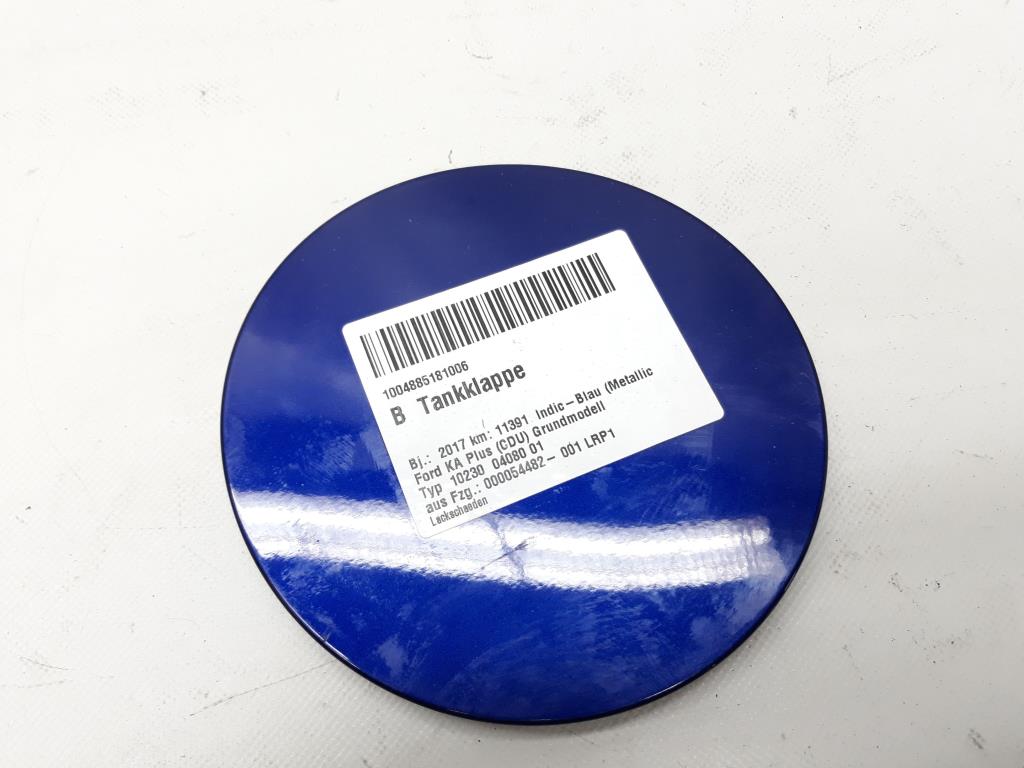 1004885181006
B Tankklappe
Bj.: 2017 km: 11391 Indic-Blau (Metallic
Ford KA Plus (CDU) Grundmodell
Typ 10230 04080 01
aus Fzg.: 000054482- 001 LRP1
Lackschaeden